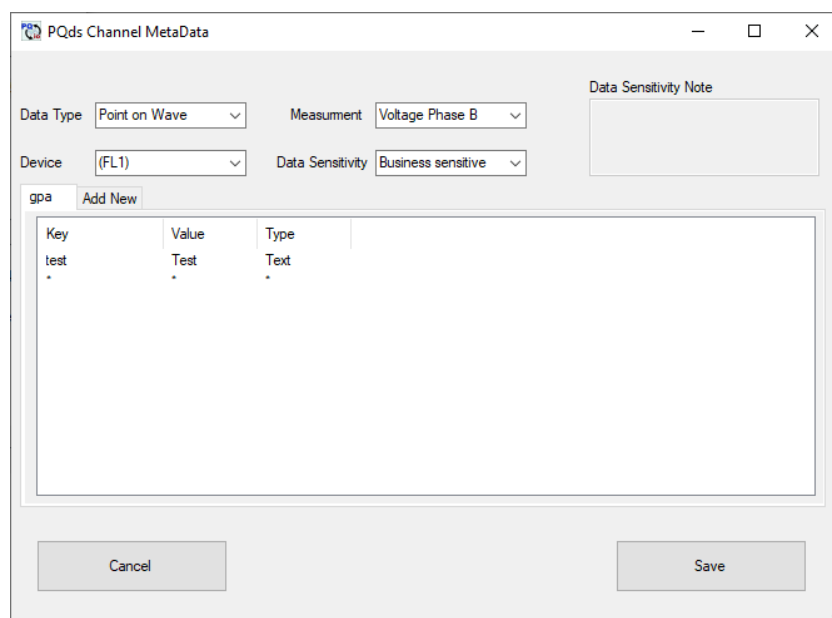 PQds Channel MetaData
Data Sensitivity Note
Data Type Point on Wave Measurment Voltage Phase B
Device (FL1) Data Sensitivity Business sensitive
gpa Add New
Key Value Type
test Test Text
* * *
Cancel Save